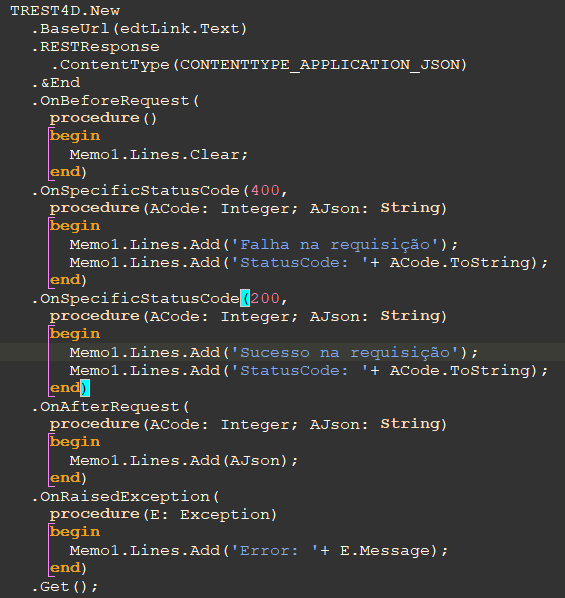 TREST4D.New
.BaseUrl(edtLink.Text)
.RESTResponse
.ContentType(CONTENTTYPE_APPLICATION_JSON)
.&End
.OnBeforeRequest(
procedure()
begin
Memo1.Lines.Clear;
end)
.OnSpecificStatusCode(400,
procedure(ACode: Integer; AJson: String)
begin
Memo1.Lines.Add('Falha na requisição');
Memo1.Lines.Add('StatusCode: '+ ACode.ToString);
end)
.OnSpecificStatusCode(200,
procedure(ACode: Integer; AJson: String)
begin
Memo1.Lines.Add('Sucesso na requisição');
Memo1.Lines.Add('StatusCode: '+ ACode.ToString);
end)
.OnAfterRequest(
procedure(ACode: Integer; AJson: String)
begin
Memo1.Lines.Add(AJson);
end)
.OnRaisedException(
procedure(E: Exception)
begin
Memo1.Lines.Add('Error: '+ E.Message);
end)
.Get();